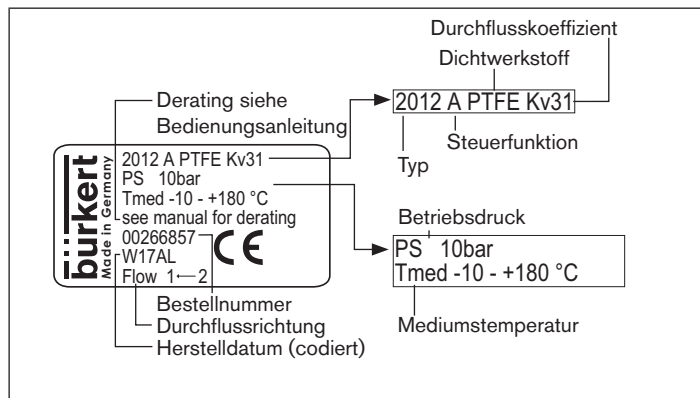 Durchflusskoeffizient
Dichtwerkstoff
Derating siehe
Bedienungsanleitung
2012 A PTFE Kv31
Steuerfunktion
Typ
bürkert
Made in Germany
2012 A PTFE Kv31
PS 10bar
Tmed -10 - +180 °C
see manual for derating
00266857
W17AL
Flow 1←2
CE
Betriebsdruck
PS 10bar
Tmed -10 - +180 °C
Mediumstemperatur
Bestellnummer
Durchflussrichtung
Herstelldatum (codiert)